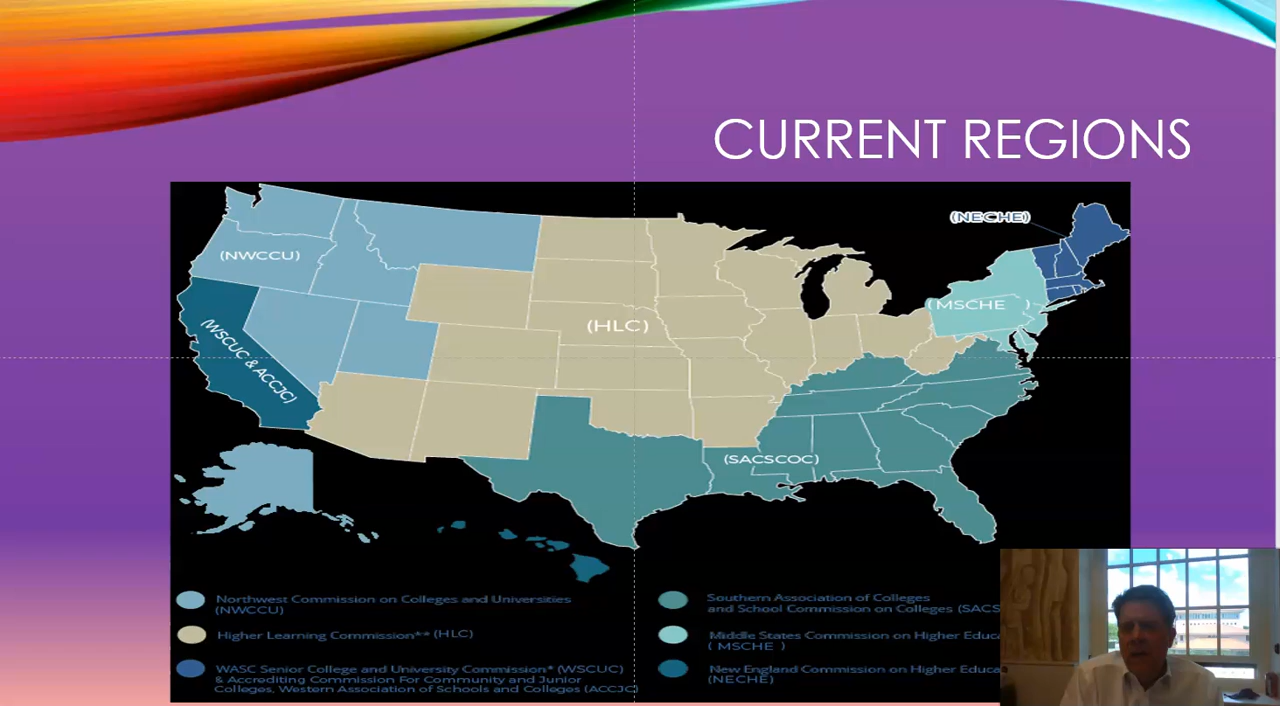 CURRENT REGIONS
(NECHE)
(NWCCU)
(MSCHE )
(HLC)
(WSCUC & ACCJC)
(SACSCOC)
Northwest Commission on Colleges and Universities
(NWCCU)
Higher Learning Commission** (HLC)
WASC Senior College and University Commission* (WSCUC)
& Accrediting Commission For Community and Junior
Colleges, Western Association of Schools and Colleges (ACCJC)
Southern Association of Colleges
and School Commission on Colleges (SACS
Middle States Commission on Higher Educa
( MSCHE )
New England Commission on Higher Educa
(NECHE)